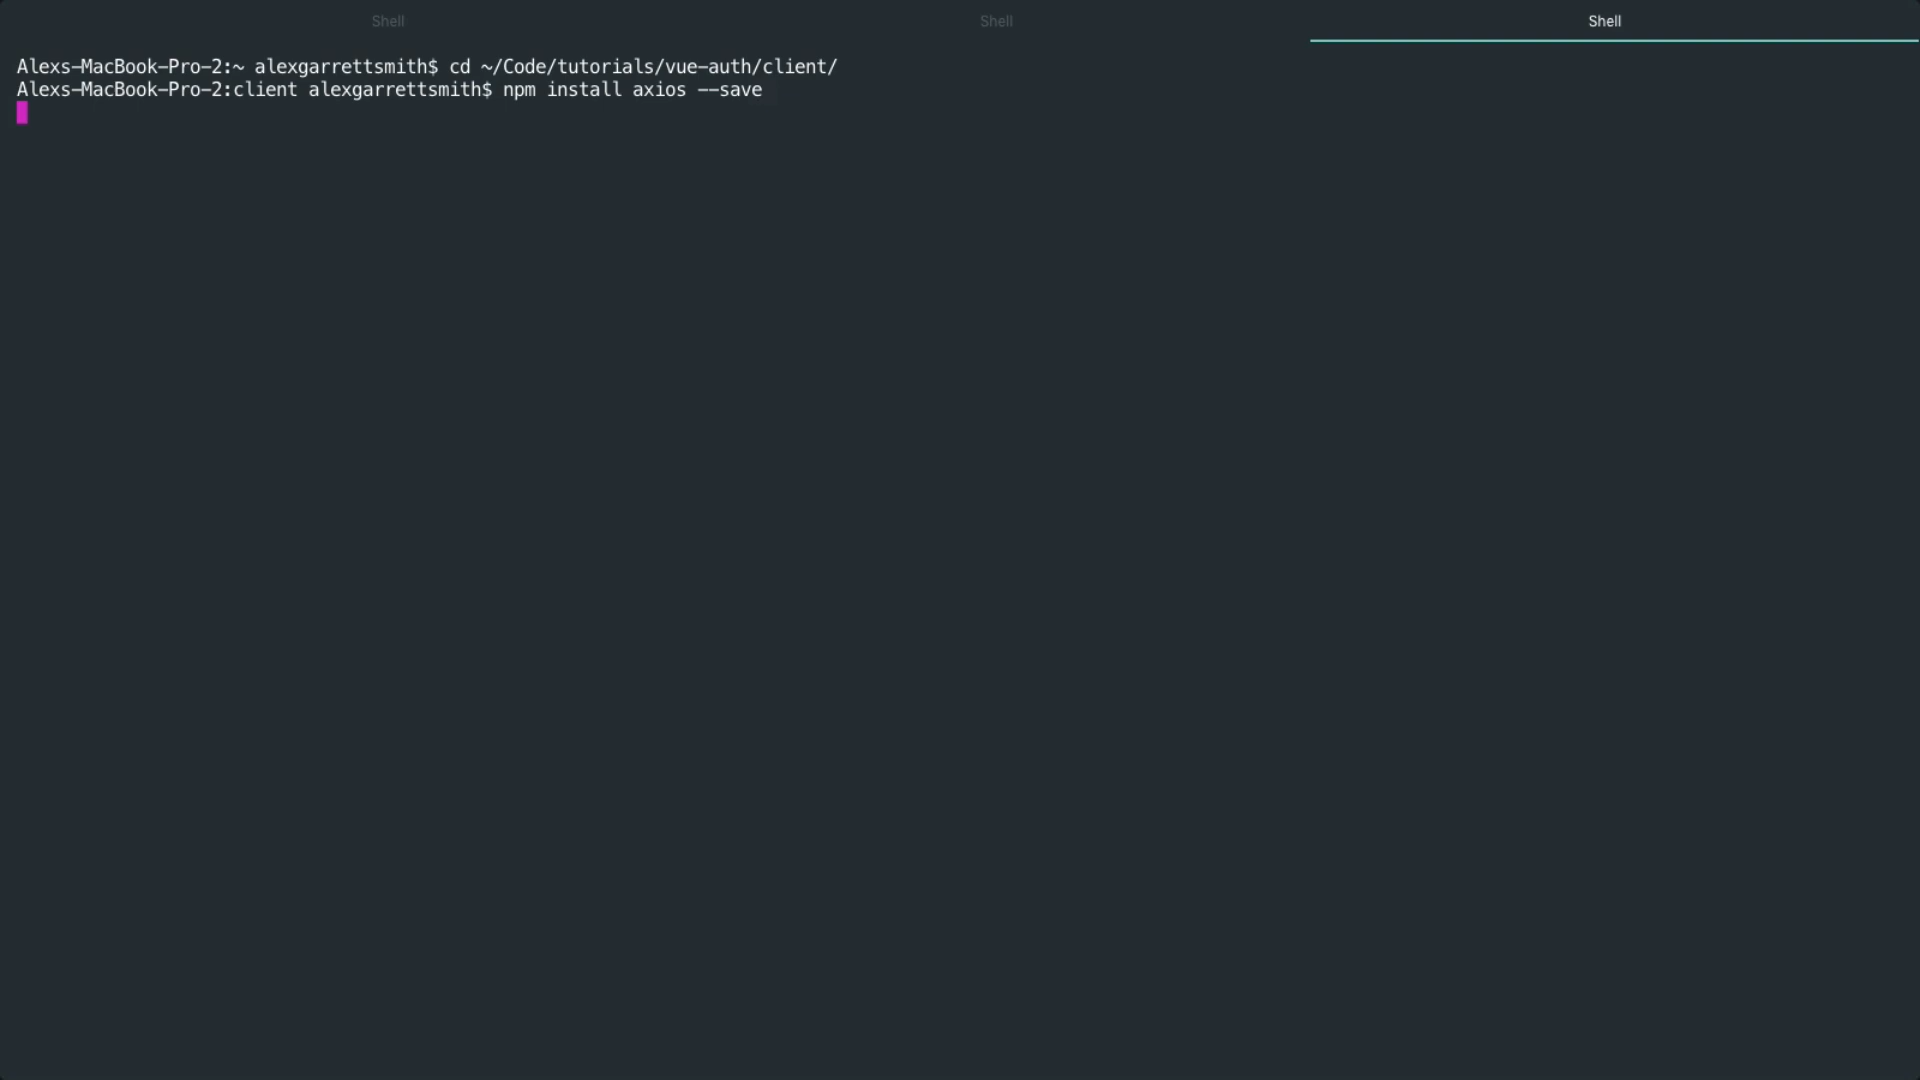 Shell
Shell
Shell
Alexs-MacBook-Pro-2:~ alexgarrettsmith$ cd ~/Code/tutorials/vue-auth/client/
Alexs-MacBook-Pro-2:client alexgarrettsmith$ npm install axios --save